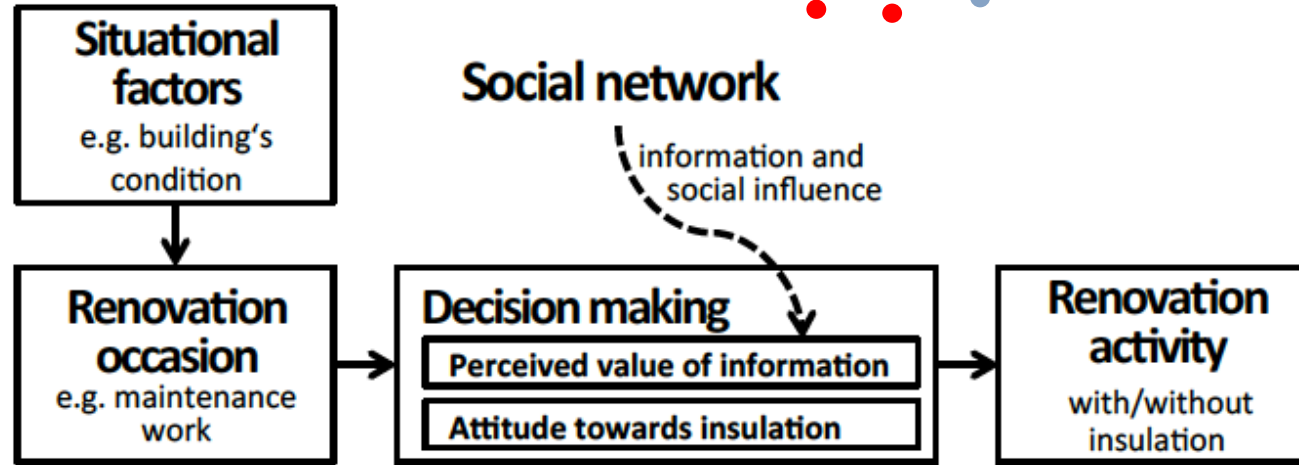 Situational
factors
e.g. building‘s
condition
Social network
information and
social influence
Renovation
occasion
e.g. maintenance
work
Decision making
Perceived value of information
Attitude towards insulation
Renovation
activity
with/without
insulation